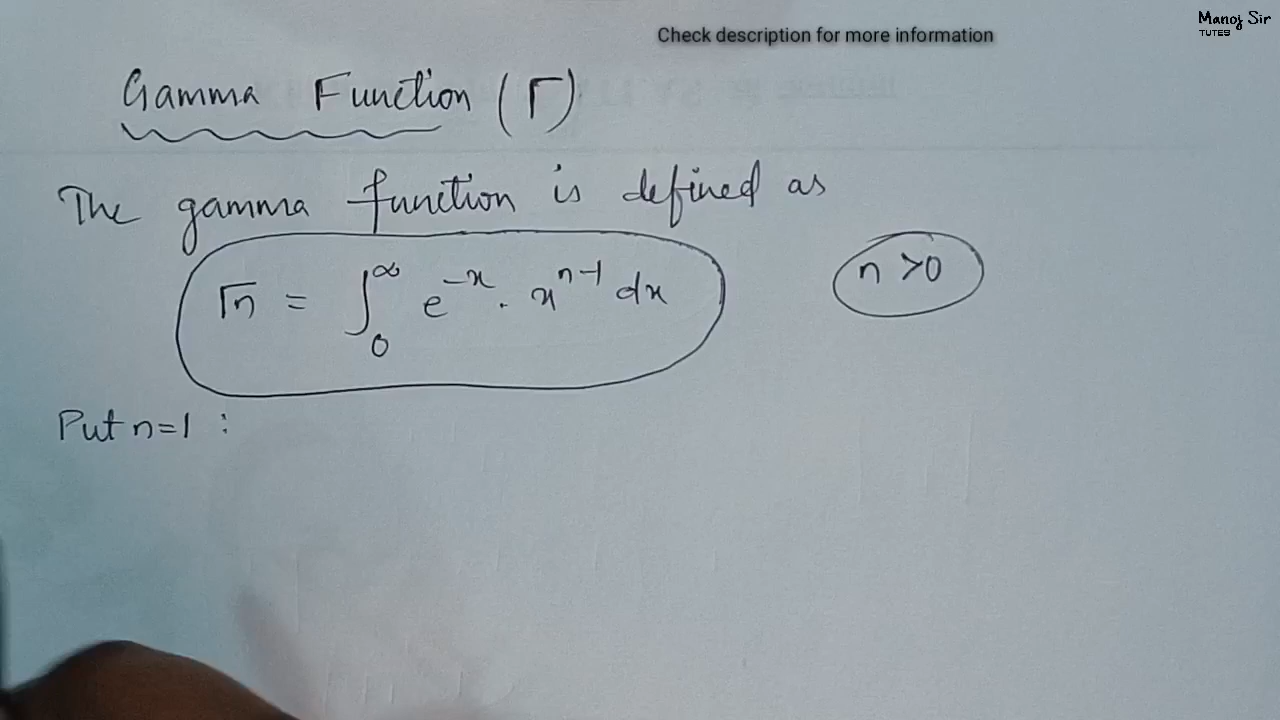 Check description for more information
Manoj Sir
TUTES
Gamma Function (Γ)
The gamma function is defined as
Γn = ∫₀^∞ e^{-x} . x^{n-1} dx
n >0
Put n=1 :